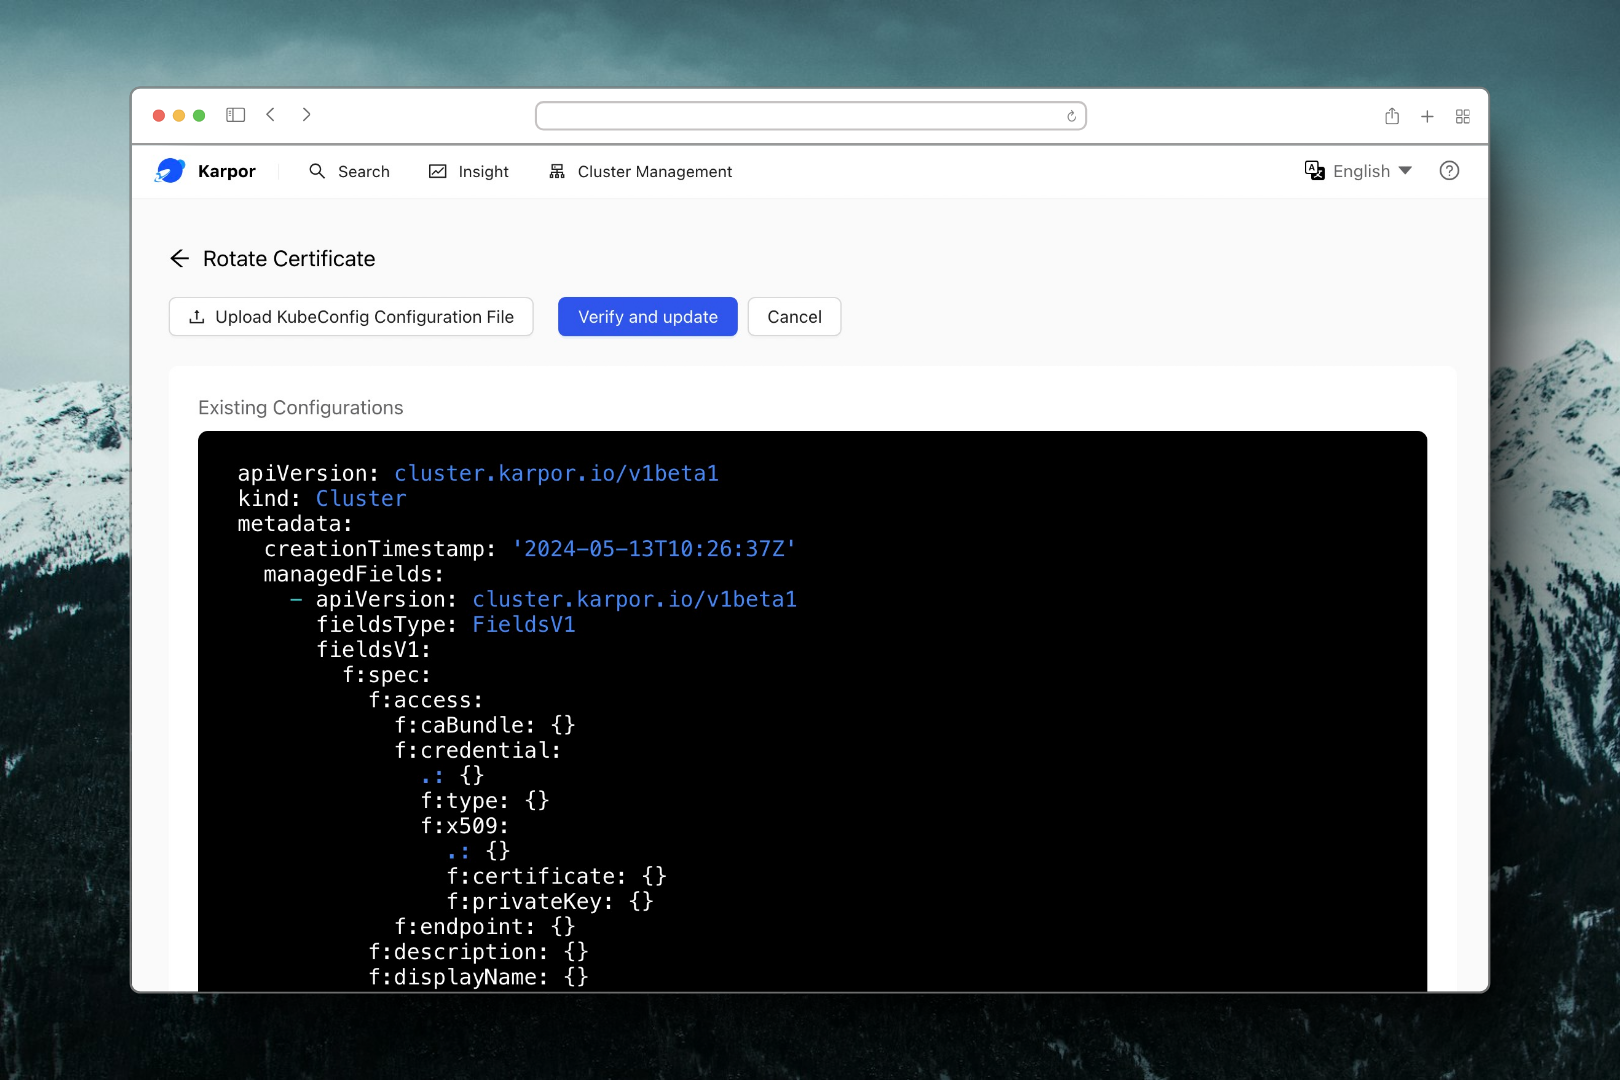 Karpor Search Insight Cluster Management English
Rotate Certificate
Upload KubeConfig Configuration File Verify and update Cancel
Existing Configurations
apiVersion: cluster.karpor.io/v1beta1
kind: Cluster
metadata:
  creationTimestamp: '2024-05-13T10:26:37Z'
  managedFields:
    - apiVersion: cluster.karpor.io/v1beta1
      fieldsType: FieldsV1
      fieldsV1:
        f:spec:
          f:access:
            f:caBundle: {}
            f:credential:
              .: {}
              f:type: {}
              f:x509:
                .: {}
                f:certificate: {}
                f:privateKey: {}
            f:endpoint: {}
          f:description: {}
          f:displayName: {}